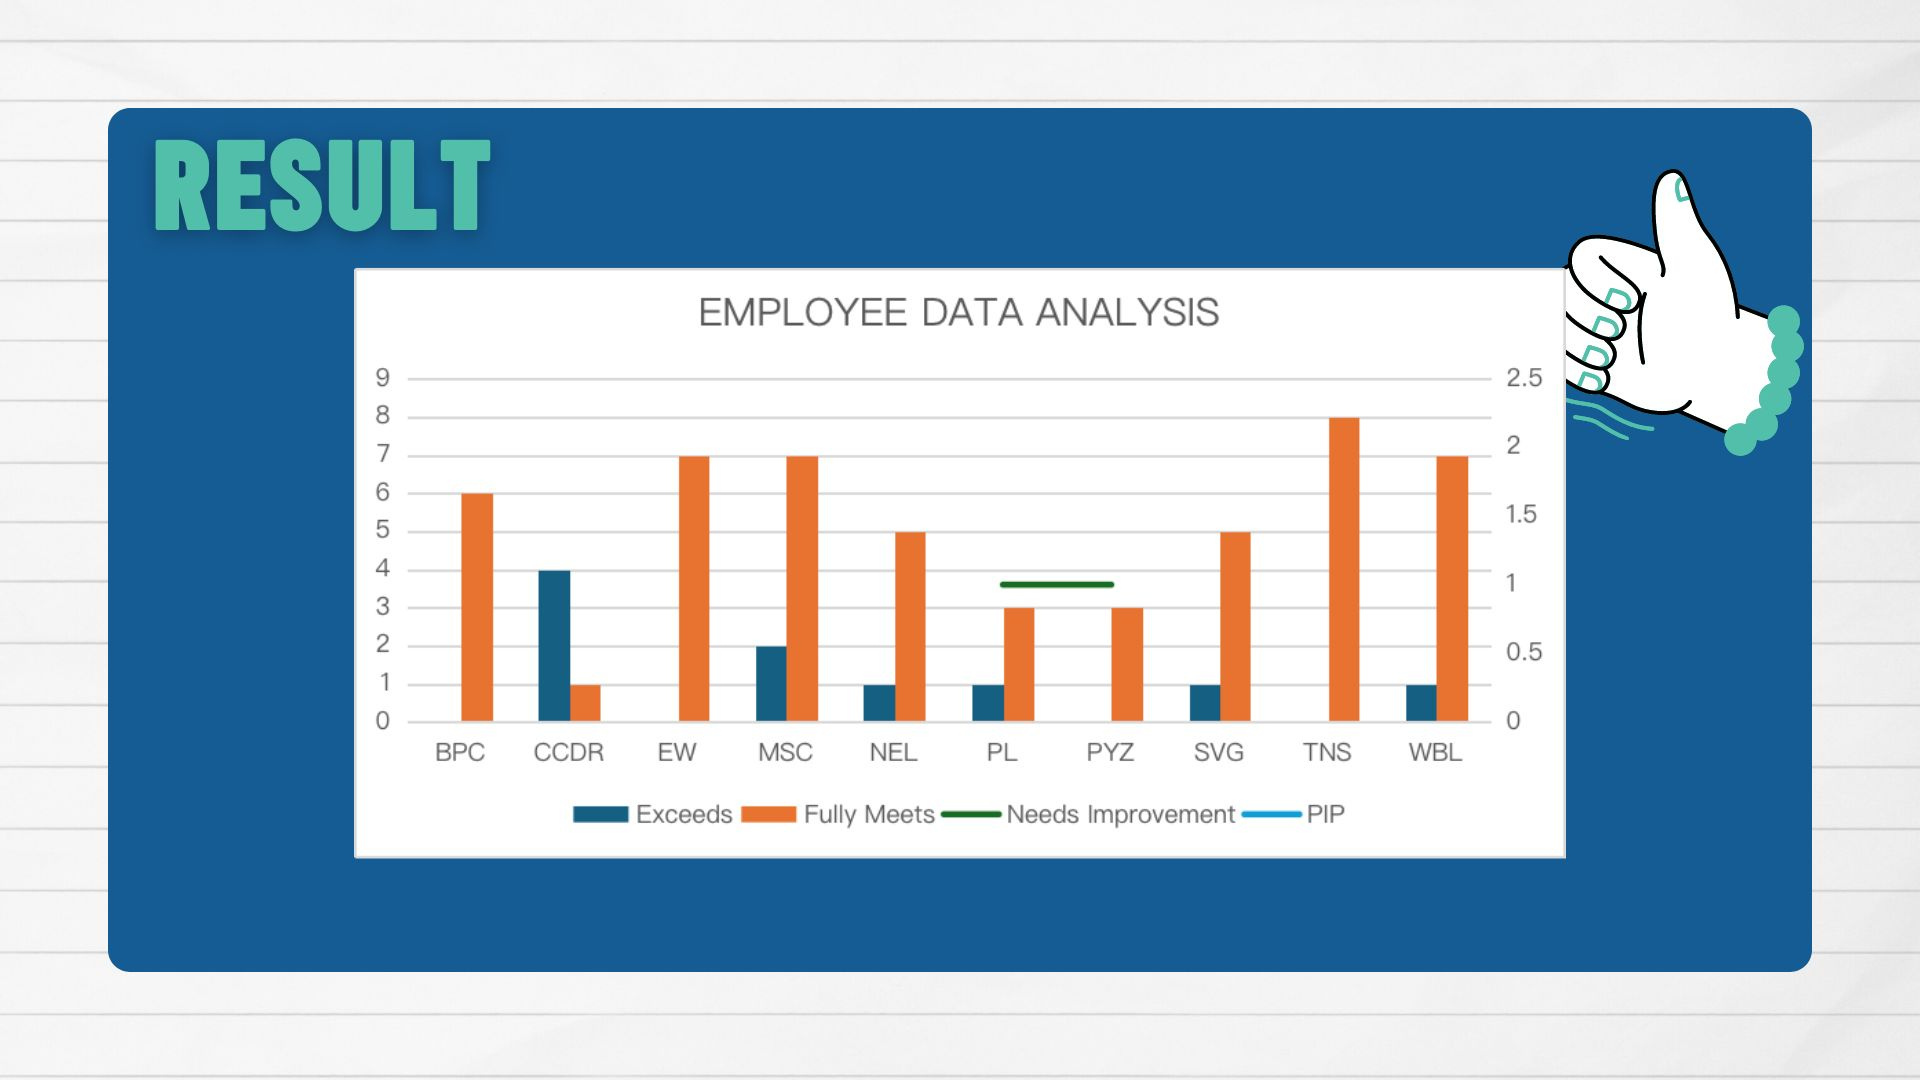 RESULT
EMPLOYEE DATA ANALYSIS
9 2.5
8
7 2
6
5 1.5
4
3 1
2
1 0.5
0 0
BPC CCDR EW MSC NEL PL PYZ SVG TNS WBL
Exceeds Fully Meets Needs Improvement PIP